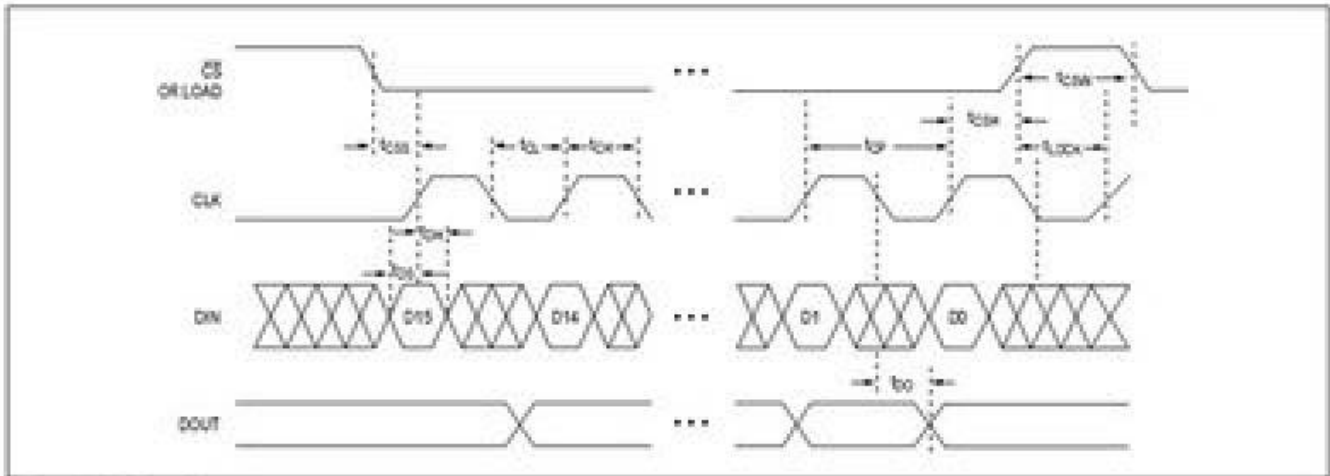 CS
OR LOAD
tCSW
tCSS
tCL
tCH
tCP
tCSH
tLDCK
CLK
tDH
tDS
DIN
D15
D14
D1
D0
tDO
DOUT